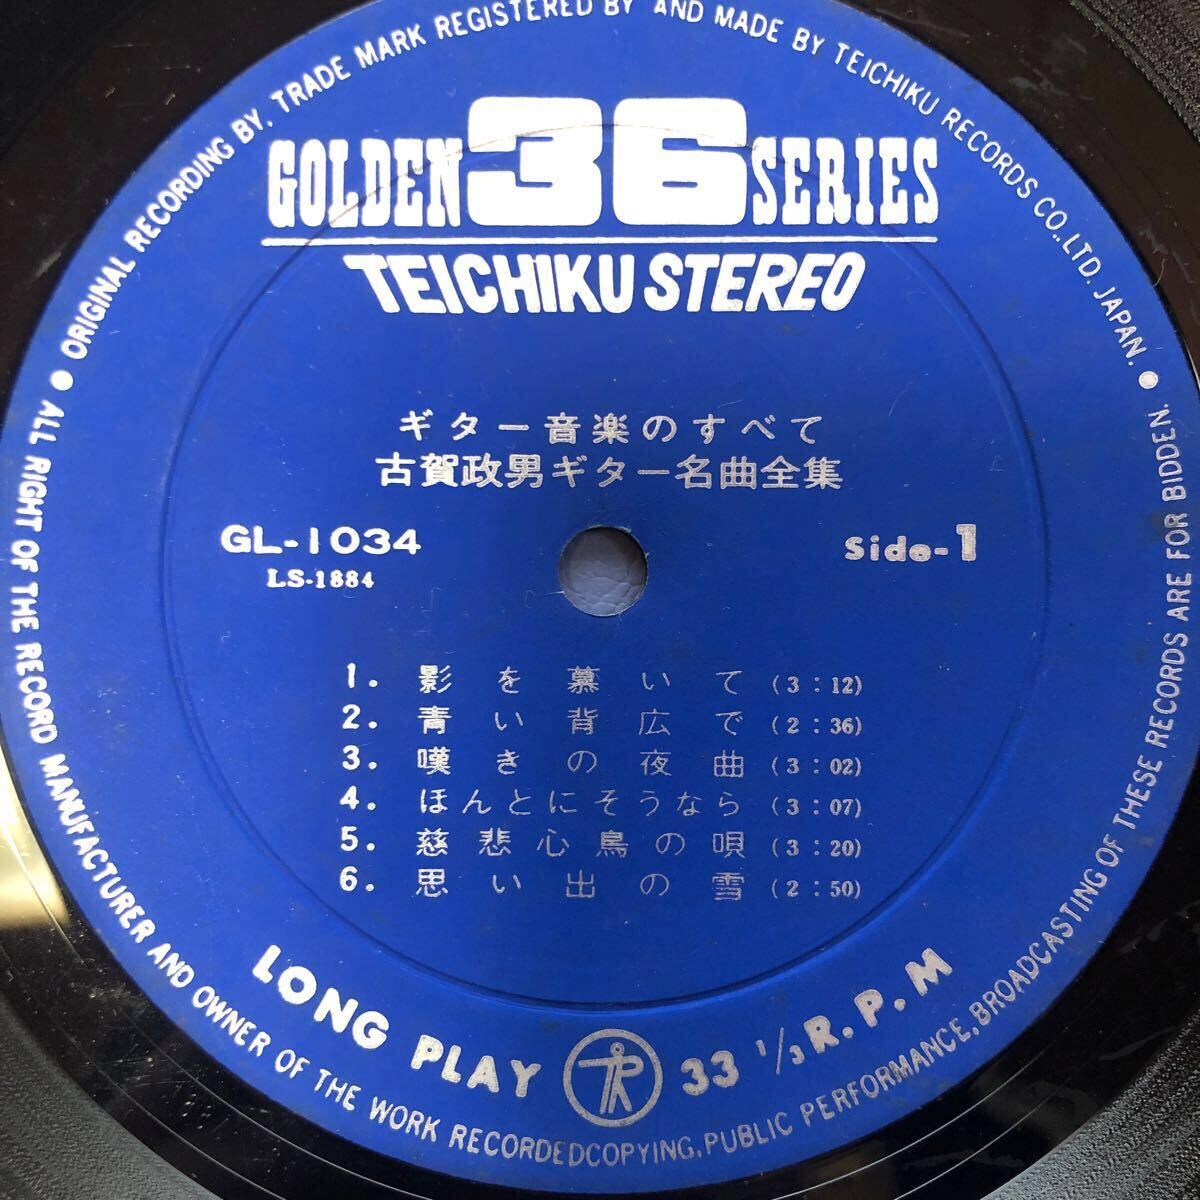 ORIGINAL RECORDING BY, TRADE MARK REGISTERED BY AND MADE BY TEICHIKU RECORDS CO., LTD. JAPAN.
GOLDEN 36 SERIES
TEICHIKU STEREO
ギター音楽のすべて
古賀政男ギター名曲全集
GL-1034
LS-1884
Side-1
1. 影を慕いて (3:12)
2. 青い背広で (2:36)
3. 嘆きの夜曲 (3:02)
4. ほんとにそうなら (3:07)
5. 慈悲心鳥の唄 (3:20)
6. 思い出の雪 (2:50)
LONG PLAY 33 1/3 R.P.M
ALL RIGHT OF THE RECORD MANUFACTURER AND OWNER OF THE WORK RECORDEDCOPYING, PUBLIC PERFORMANCE, BROADCASTING OF THESE RECORDS ARE FOR BIDDEN.